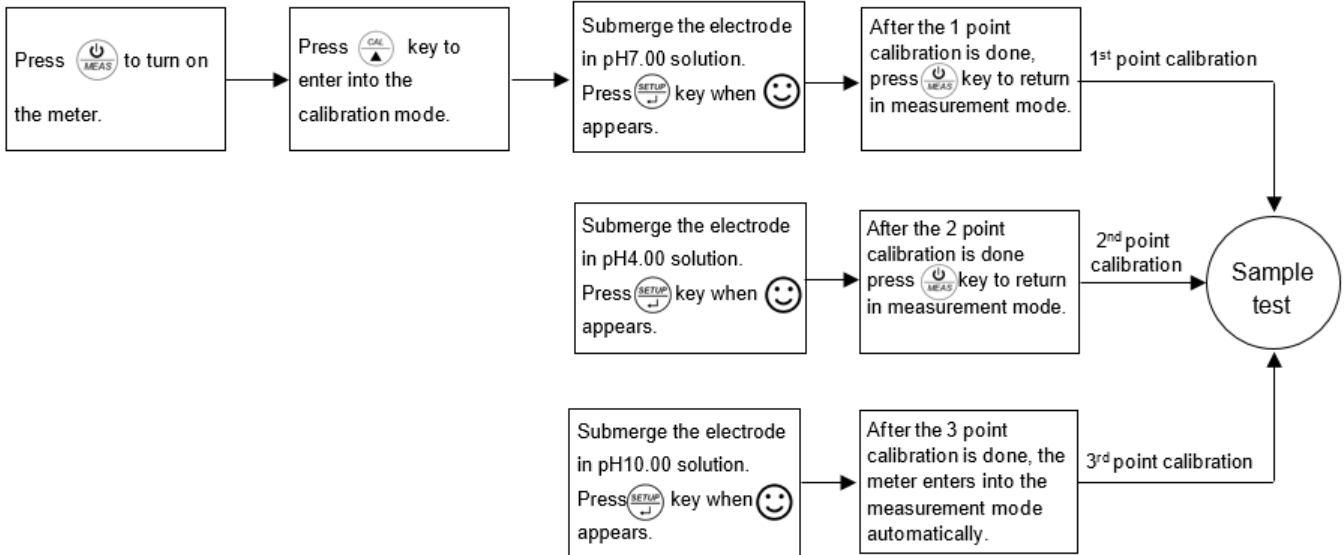 Press ⏻ MEAS to turn on
the meter.
Press CAL ▲ key to
enter into the
calibration mode.
Submerge the electrode
in pH7.00 solution.
Press SETUP ↵ key when ☺
appears.
After the 1 point
calibration is done,
press ⏻ MEAS key to return
in measurement mode.
1st point calibration
Submerge the electrode
in pH4.00 solution.
Press SETUP ↵ key when ☺
appears.
After the 2 point
calibration is done
press ⏻ MEAS key to return
in measurement mode.
2nd point
calibration
Sample
test
Submerge the electrode
in pH10.00 solution.
Press SETUP ↵ key when ☺
appears.
After the 3 point
calibration is done, the
meter enters into the
measurement mode
automatically.
3rd point calibration